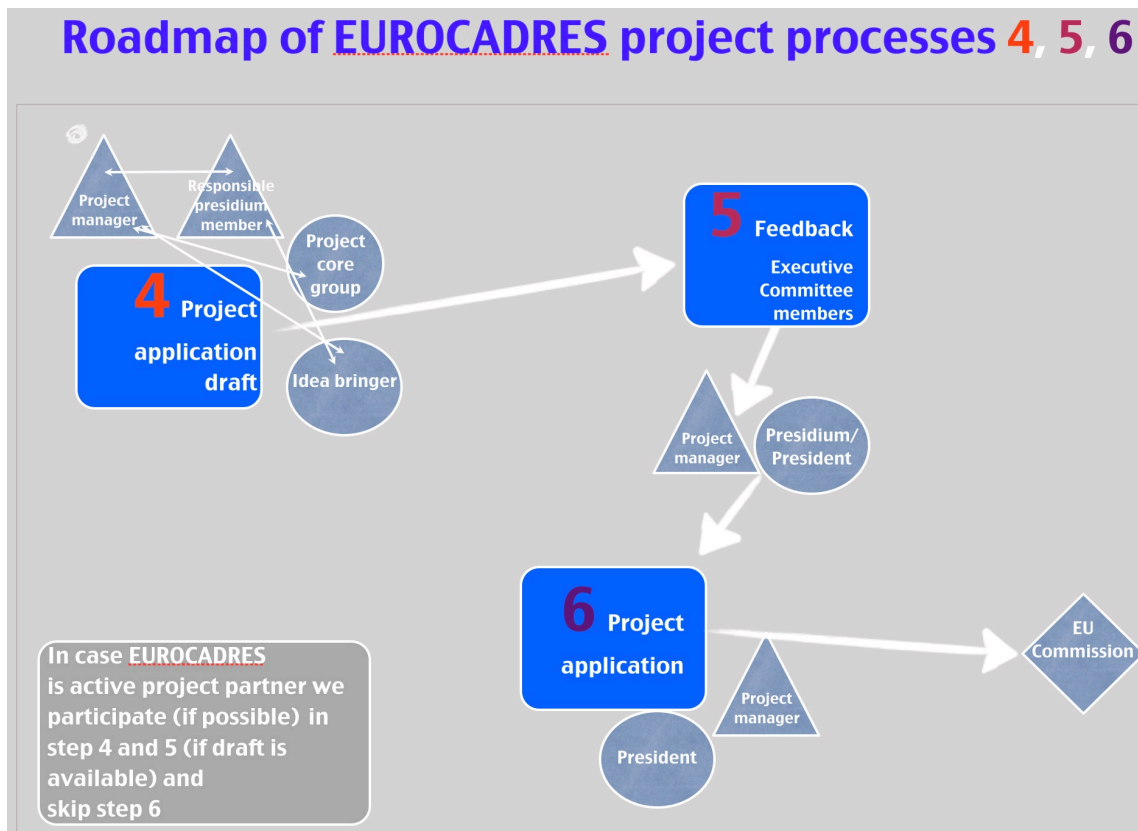 Roadmap of EUROCADRES project processes 4, 5, 6
Project
manager
Responsible
presidium
member
Project
core
group
4 Project
application
draft
Idea bringer
5 Feedback
Executive
Committee
members
Project
manager
Presidium/
President
6 Project
application
Project
manager
President
EU
Commission
In case EUROCADRES
is active project partner we
participate (if possible) in
step 4 and 5 (if draft is
available) and
skip step 6